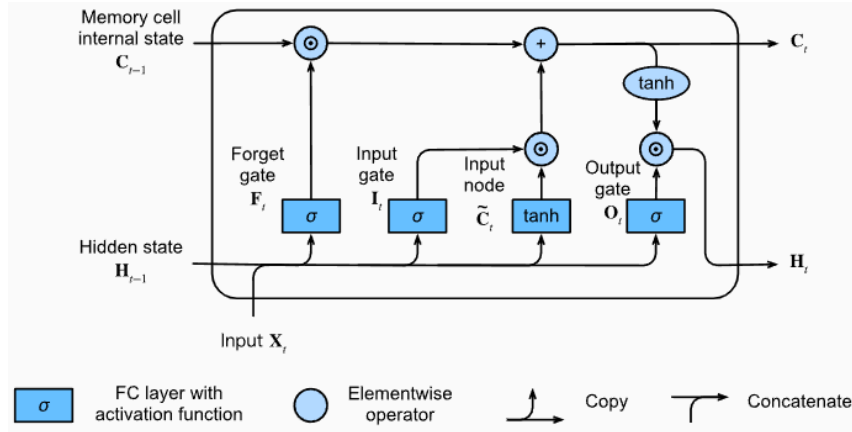 Memory cell
internal state
C_{t−1}
C_t
tanh
Forget
gate
F_t
Input
gate
I_t
Input
node
C̃_t
Output
gate
O_t
σ
σ
tanh
σ
Hidden state
H_{t−1}
H_t
Input X_t
σ
FC layer with
activation function
Elementwise
operator
Copy
Concatenate